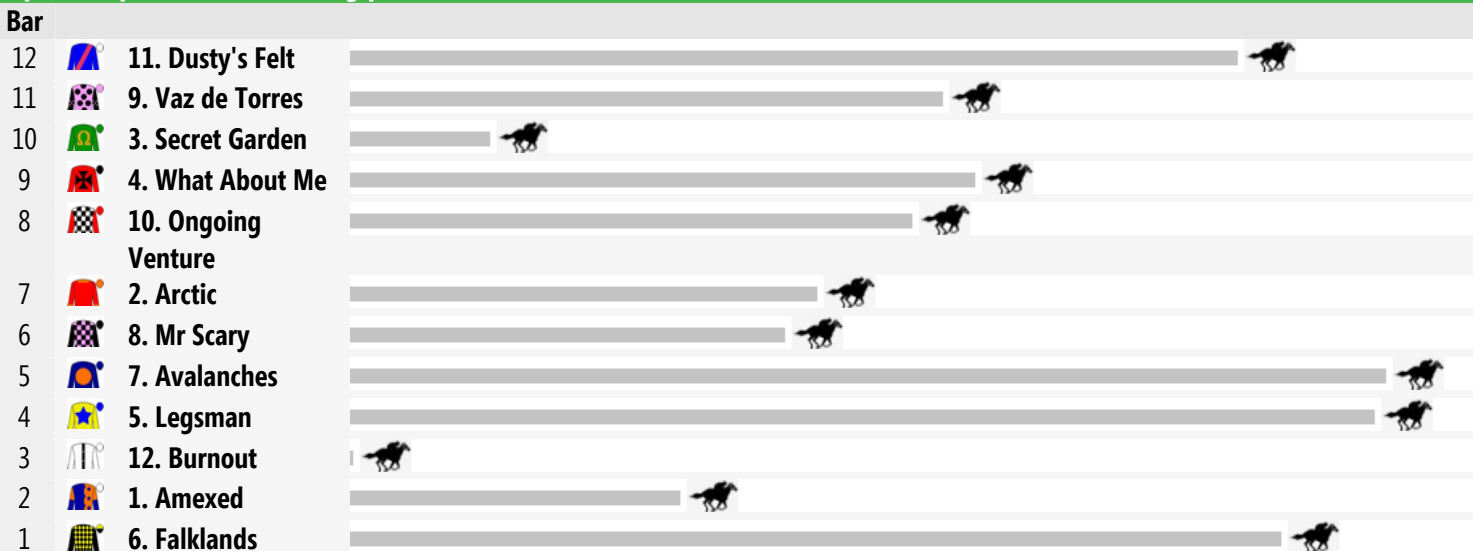 Bar
12 11. Dusty's Felt
11 9. Vaz de Torres
10 3. Secret Garden
9 4. What About Me
8 10. Ongoing
Venture
7 2. Arctic
6 8. Mr Scary
5 7. Avalanches
4 5. Legsman
3 12. Burnout
2 1. Amexed
1 6. Falklands